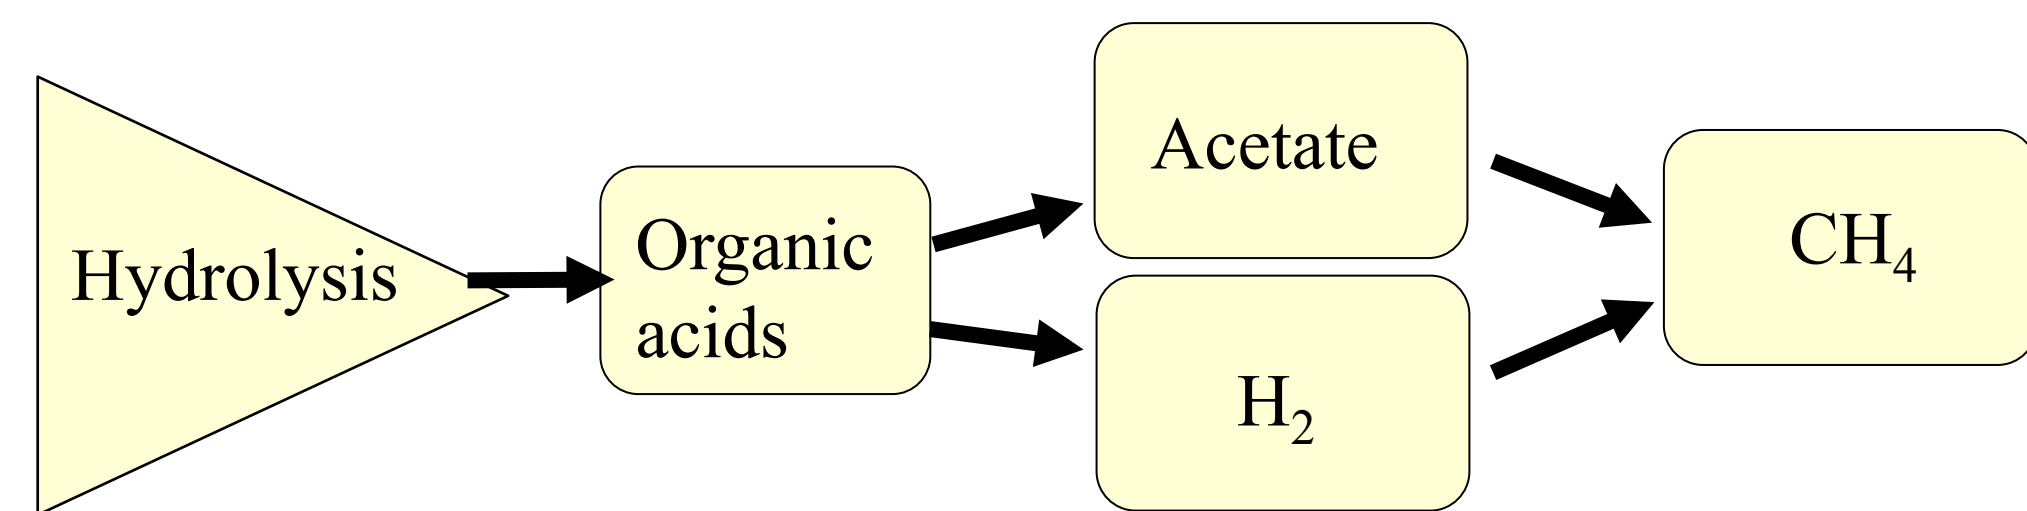 Hydrolysis
Organic
acids
Acetate
H₂
CH₄